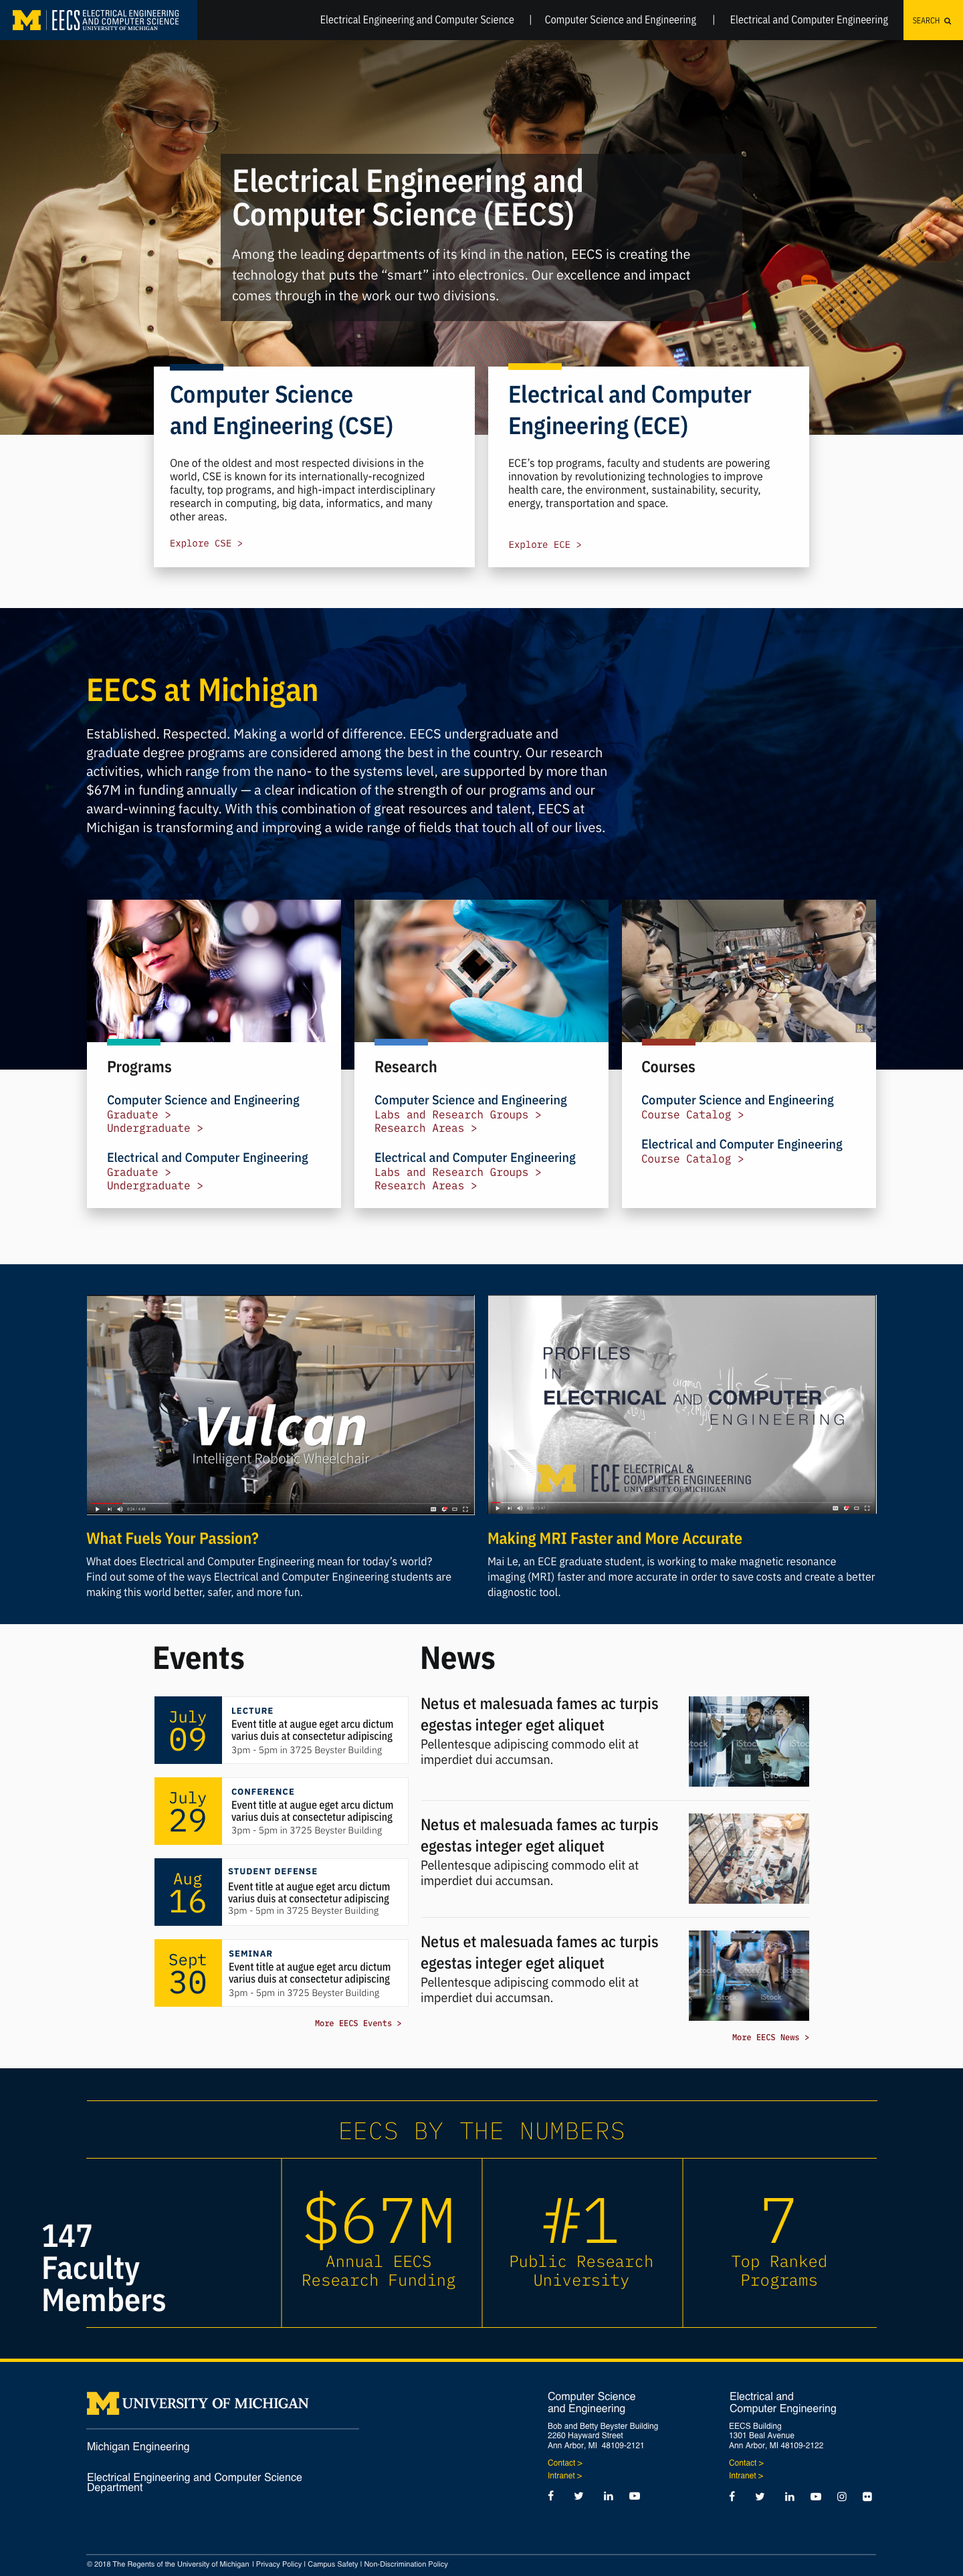 M EECS ELECTRICAL ENGINEERING
AND COMPUTER SCIENCE
UNIVERSITY OF MICHIGAN
Electrical Engineering and Computer Science | Computer Science and Engineering | Electrical and Computer Engineering
SEARCH
Electrical Engineering and
Computer Science (EECS)
Among the leading departments of its kind in the nation, EECS is creating the
technology that puts the “smart” into electronics. Our excellence and impact
comes through in the work our two divisions.
Computer Science
and Engineering (CSE)
One of the oldest and most respected divisions in the
world, CSE is known for its internationally-recognized
faculty, top programs, and high-impact interdisciplinary
research in computing, big data, informatics, and many
other areas.
Explore CSE >
Electrical and Computer
Engineering (ECE)
ECE’s top programs, faculty and students are powering
innovation by revolutionizing technologies to improve
health care, the environment, sustainability, security,
energy, transportation and space.
Explore ECE >
EECS at Michigan
Established. Respected. Making a world of difference. EECS undergraduate and
graduate degree programs are considered among the best in the country. Our research
activities, which range from the nano- to the systems level, are supported by more than
$67M in funding annually — a clear indication of the strength of our programs and our
award-winning faculty. With this combination of great resources and talent, EECS at
Michigan is transforming and improving a wide range of fields that touch all of our lives.
Programs
Computer Science and Engineering
Graduate >
Undergraduate >
Electrical and Computer Engineering
Graduate >
Undergraduate >
Research
Computer Science and Engineering
Labs and Research Groups >
Research Areas >
Electrical and Computer Engineering
Labs and Research Groups >
Research Areas >
Courses
Computer Science and Engineering
Course Catalog >
Electrical and Computer Engineering
Course Catalog >
Vulcan
Intelligent Robotic Wheelchair
What Fuels Your Passion?
What does Electrical and Computer Engineering mean for today’s world?
Find out some of the ways Electrical and Computer Engineering students are
making this world better, safer, and more fun.
PROFILES
IN
ELECTRICAL AND COMPUTER
ENGINEERING
M ECE ELECTRICAL &
COMPUTER ENGINEERING
UNIVERSITY OF MICHIGAN
Making MRI Faster and More Accurate
Mai Le, an ECE graduate student, is working to make magnetic resonance
imaging (MRI) faster and more accurate in order to save costs and create a better
diagnostic tool.
Events
July
09
LECTURE
Event title at augue eget arcu dictum
varius duis at consectetur adipiscing
3pm - 5pm in 3725 Beyster Building
July
29
CONFERENCE
Event title at augue eget arcu dictum
varius duis at consectetur adipiscing
3pm - 5pm in 3725 Beyster Building
Aug
16
STUDENT DEFENSE
Event title at augue eget arcu dictum
varius duis at consectetur adipiscing
3pm - 5pm in 3725 Beyster Building
Sept
30
SEMINAR
Event title at augue eget arcu dictum
varius duis at consectetur adipiscing
3pm - 5pm in 3725 Beyster Building
More EECS Events >
News
Netus et malesuada fames ac turpis
egestas integer eget aliquet
Pellentesque adipiscing commodo elit at
imperdiet dui accumsan.
iStock
Netus et malesuada fames ac turpis
egestas integer eget aliquet
Pellentesque adipiscing commodo elit at
imperdiet dui accumsan.
Netus et malesuada fames ac turpis
egestas integer eget aliquet
Pellentesque adipiscing commodo elit at
imperdiet dui accumsan.
iStock
iStock
More EECS News >
EECS BY THE NUMBERS
147
Faculty
Members
$67M
Annual EECS
Research Funding
#1
Public Research
University
7
Top Ranked
Programs
M UNIVERSITY OF MICHIGAN
Michigan Engineering
Electrical Engineering and Computer Science
Department
Computer Science
and Engineering
Bob and Betty Beyster Building
2260 Hayward Street
Ann Arbor, MI 48109-2121
Contact >
Intranet >
Electrical and
Computer Engineering
EECS Building
1301 Beal Avenue
Ann Arbor, MI 48109-2122
Contact >
Intranet >
© 2018 The Regents of the University of Michigan | Privacy Policy | Campus Safety | Non-Discrimination Policy